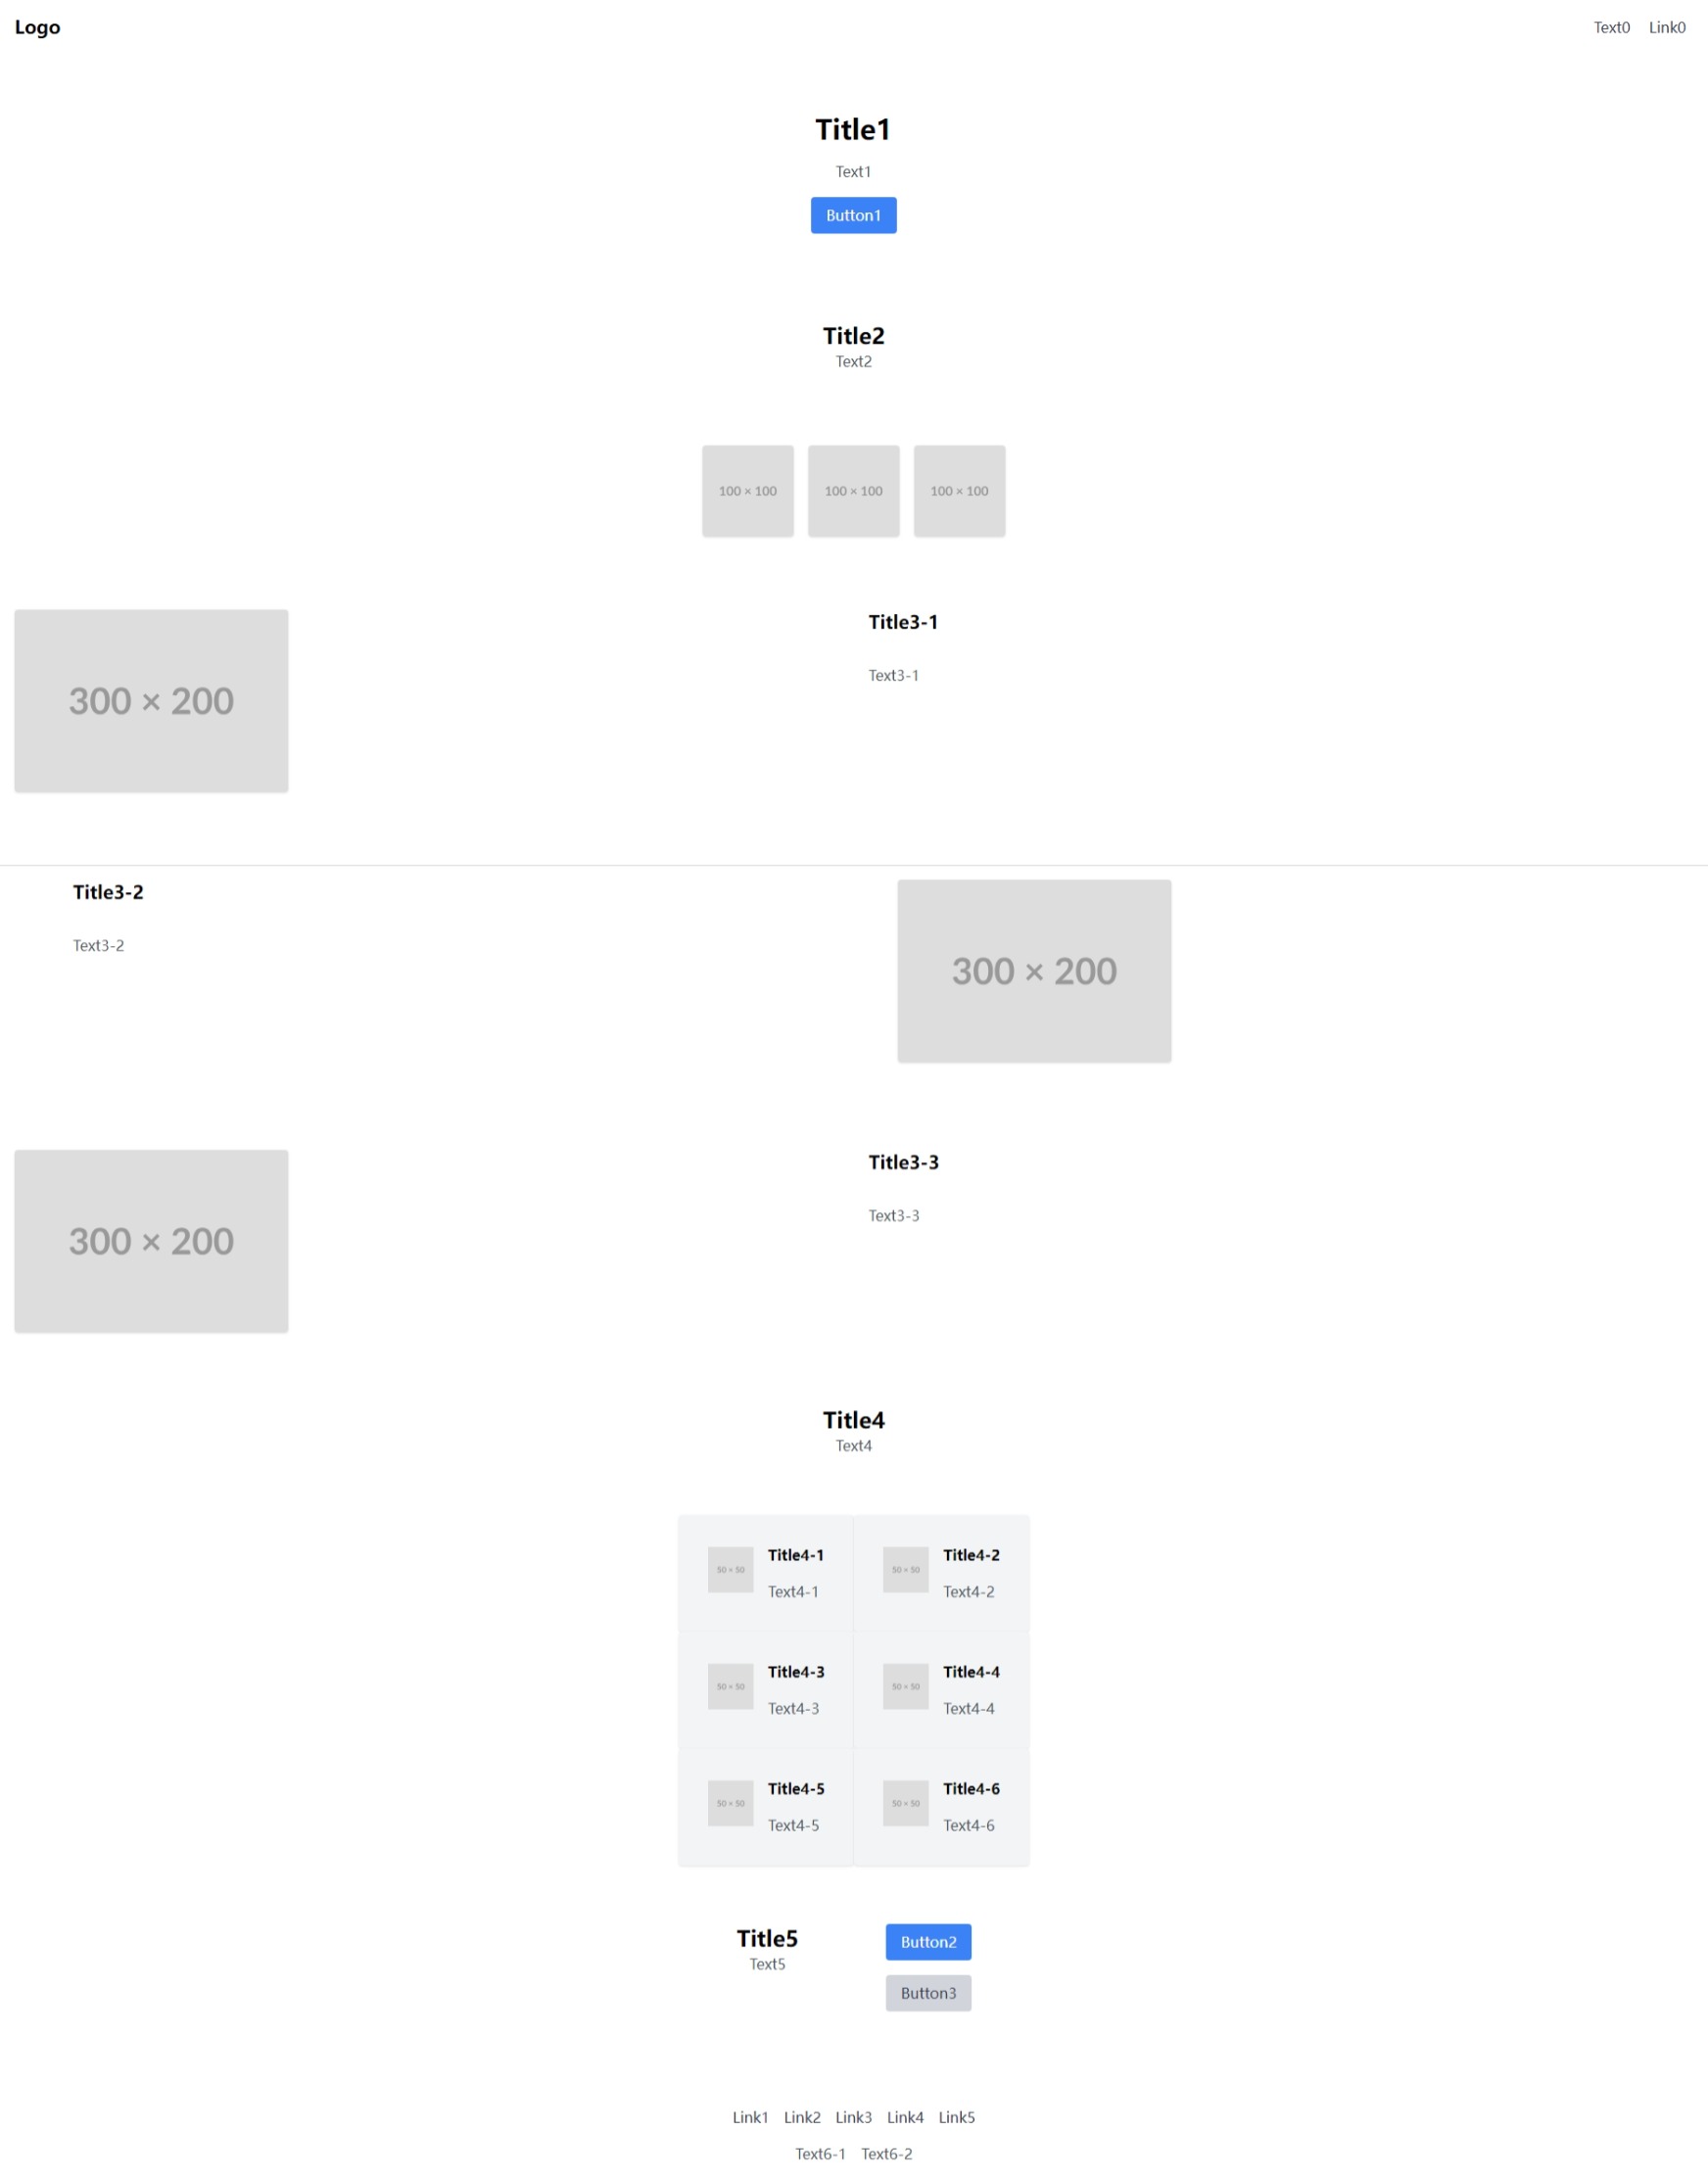 Logo
Text0 Link0
Title1
Text1
Button1
Title2
Text2
100 × 100 100 × 100 100 × 100
300 × 200
Title3-1
Text3-1
Title3-2
Text3-2
300 × 200
300 × 200
Title3-3
Text3-3
Title4
Text4
50 × 50
Title4-1
Text4-1
50 × 50
Title4-2
Text4-2
50 × 50
Title4-3
Text4-3
50 × 50
Title4-4
Text4-4
50 × 50
Title4-5
Text4-5
50 × 50
Title4-6
Text4-6
Title5
Text5
Button2
Button3
Link1 Link2 Link3 Link4 Link5
Text6-1 Text6-2